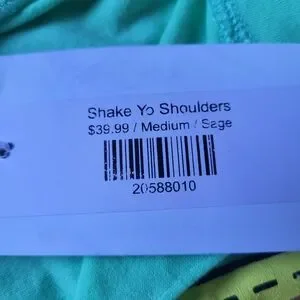 Shake Yo Shoulders
$39.99 / Medium / Sage
20588010